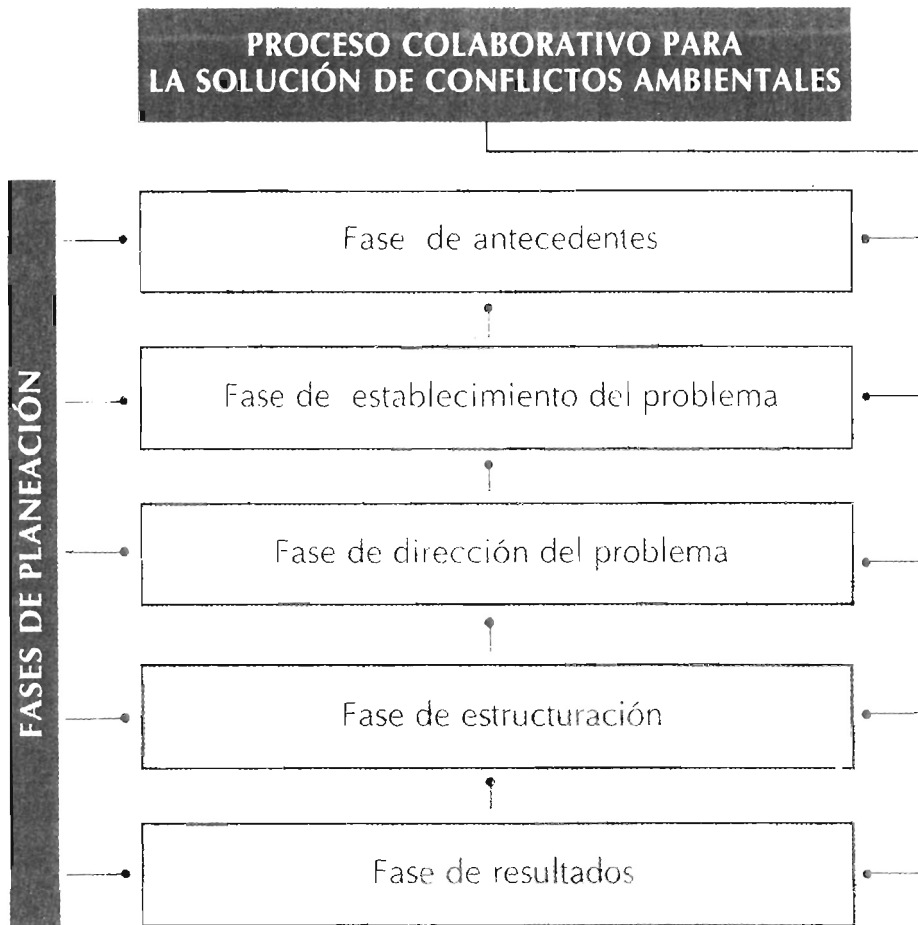 PROCESO COLABORATIVO PARA
LA SOLUCIÓN DE CONFLICTOS AMBIENTALES
FASES DE PLANEACIÓN
Fase de antecedentes
Fase de establecimiento del problema
Fase de dirección del problema
Fase de estructuración
Fase de resultados